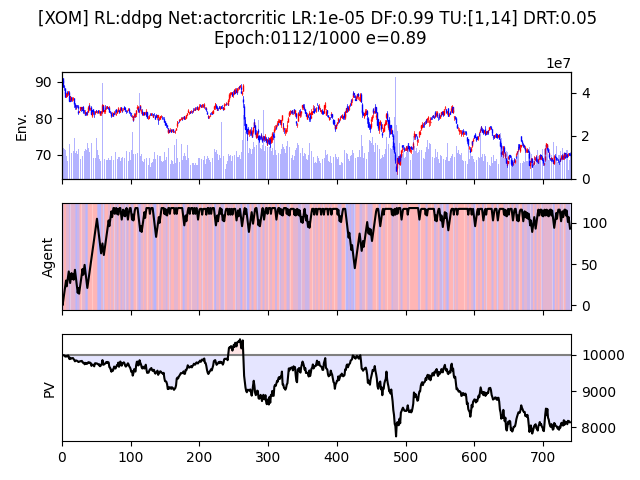 [XOM] RL:ddpg Net:actorcritic LR:1e-05 DF:0.99 TU:[1,14] DRT:0.05
Epoch:0112/1000 e=0.89
1e7
90
80
70
Env.
4
2
0
Agent
100
50
0
PV
10000
9000
8000
0 100 200 300 400 500 600 700